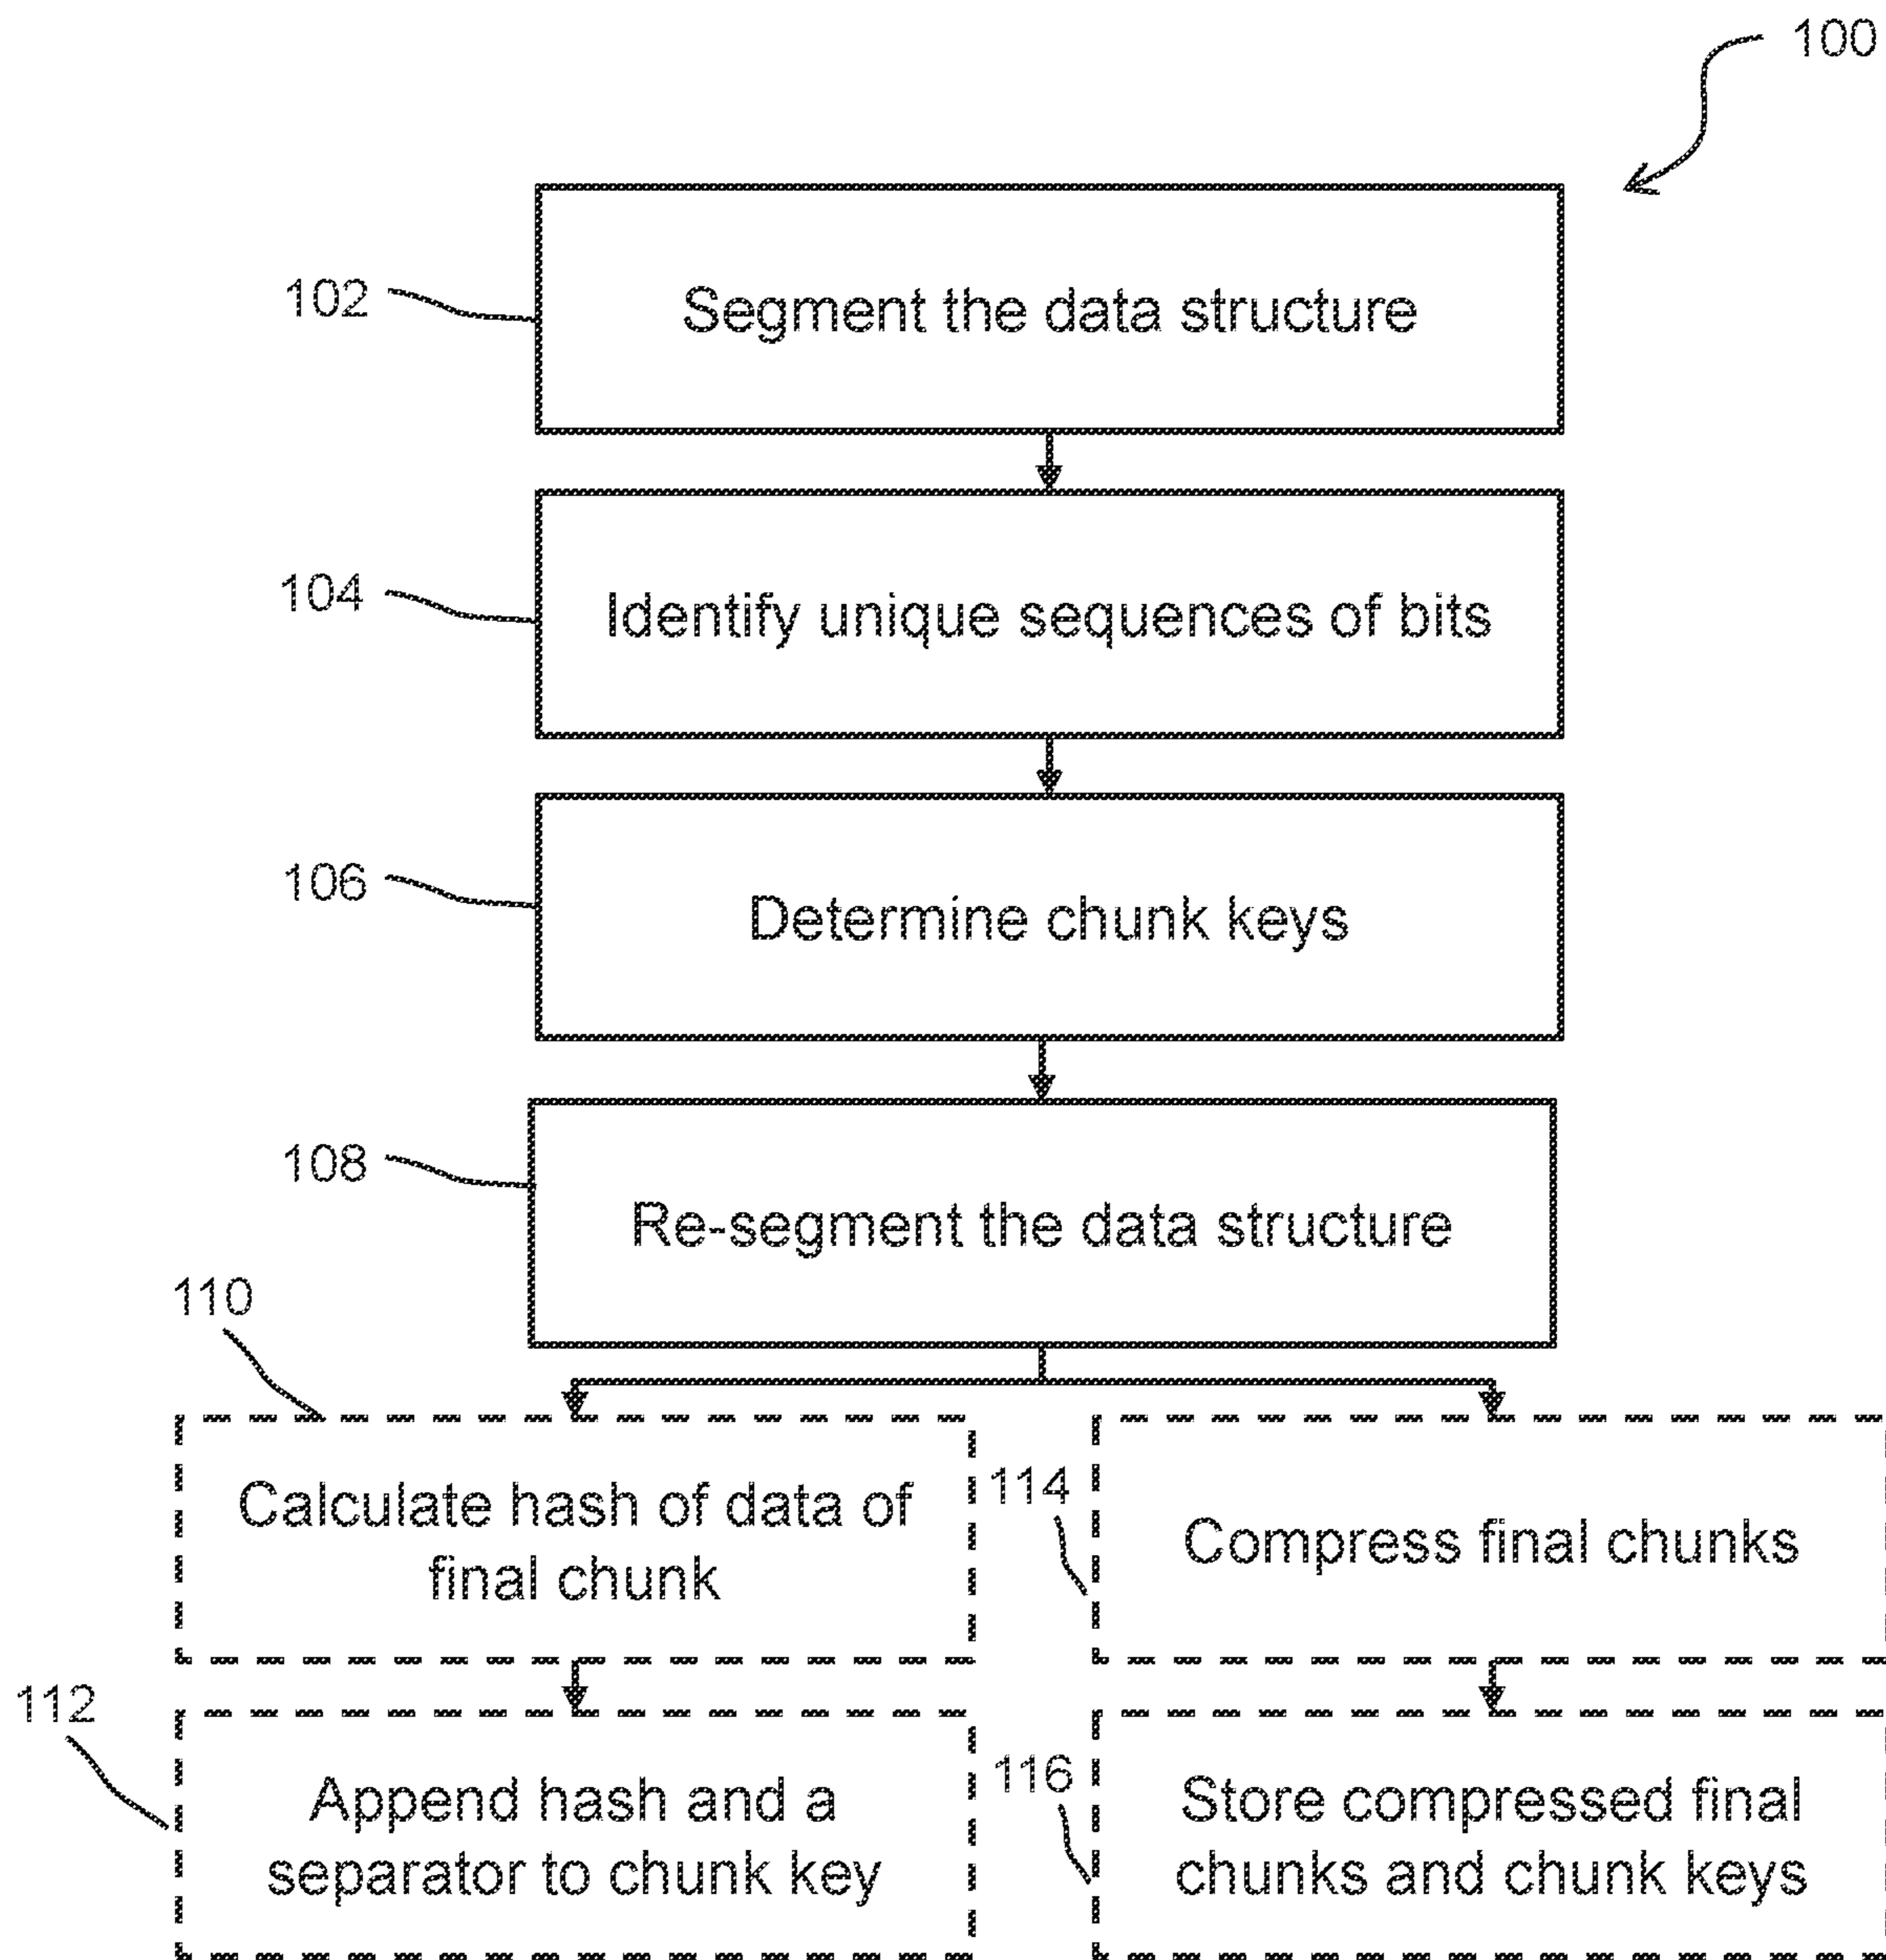 100
102
Segment the data structure
104
Identify unique sequences of bits
106
Determine chunk keys
108
Re-segment the data structure
110
Calculate hash of data of
final chunk
114
Compress final chunks
112
Append hash and a
separator to chunk key
116
Store compressed final
chunks and chunk keys